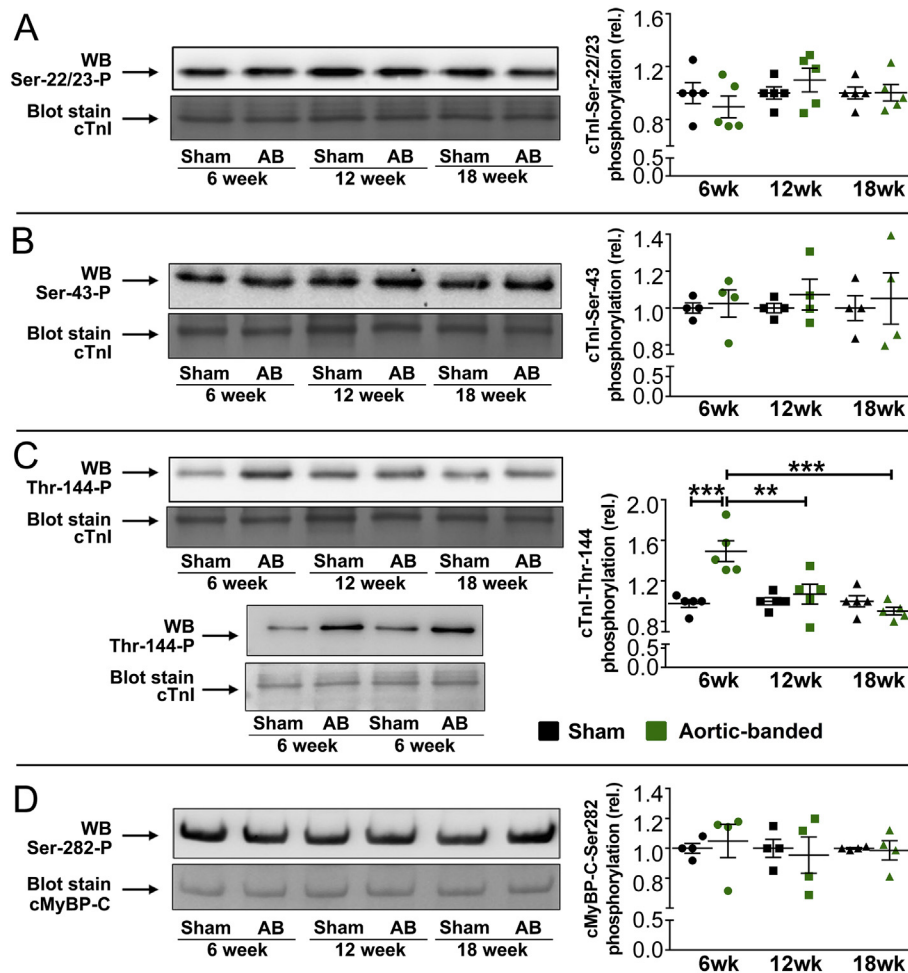 A
WB
Ser-22/23-P
Blot stain
cTnI
Sham AB Sham AB Sham AB
6 week 12 week 18 week
cTnI-Ser-22/23
phosphorylation (rel.)
1.6
1.2
0.8
0.5
0.0
6wk 12wk 18wk
B
WB
Ser-43-P
Blot stain
cTnI
Sham AB Sham AB Sham AB
6 week 12 week 18 week
cTnI-Ser-43
phosphorylation (rel.)
1.4
1.2
1.0
0.8
0.5
0.0
6wk 12wk 18wk
C
WB
Thr-144-P
Blot stain
cTnI
Sham AB Sham AB Sham AB
6 week 12 week 18 week
WB
Thr-144-P
Blot stain
cTnI
Sham AB Sham AB
6 week 6 week
cTnI-Thr-144
phosphorylation (rel.)
***
*** **
2.0
1.6
1.2
0.8
0.5
0.0
6wk 12wk 18wk
Sham Aortic-banded
D
WB
Ser-282-P
Blot stain
cMyBP-C
Sham AB Sham AB Sham AB
6 week 12 week 18 week
cMyBP-C-Ser282
phosphorylation (rel.)
1.4
1.2
1.0
0.8
0.5
0.0
6wk 12wk 18wk